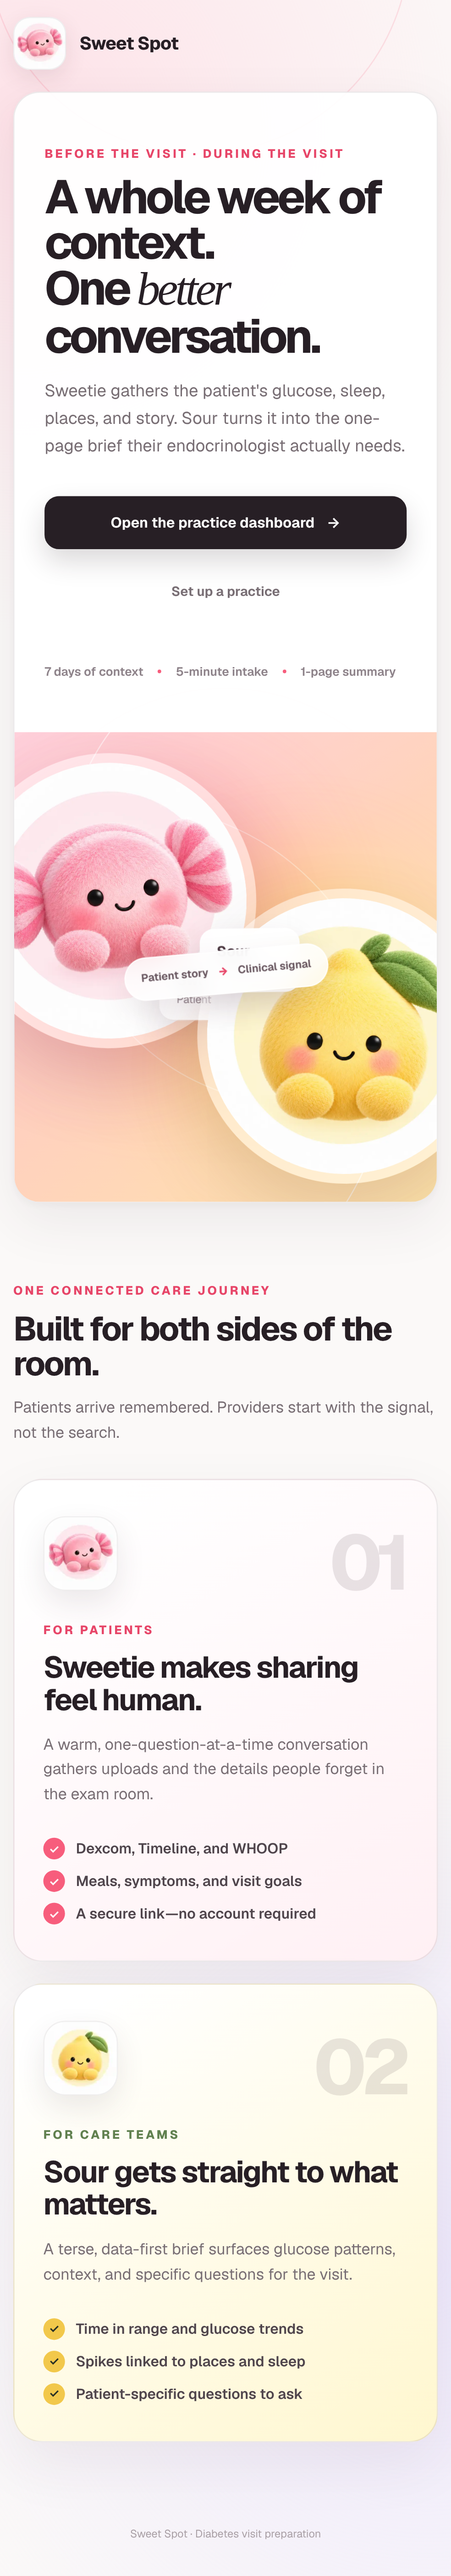 Sweet Spot
BEFORE THE VISIT · DURING THE VISIT
A whole week of
context.
One better
conversation.
Sweetie gathers the patient's glucose, sleep,
places, and story. Sour turns it into the one-
page brief their endocrinologist actually needs.
Open the practice dashboard →
Set up a practice
7 days of context • 5-minute intake • 1-page summary
Patient story → Clinical signal
Patient
ONE CONNECTED CARE JOURNEY
Built for both sides of the
room.
Patients arrive remembered. Providers start with the signal,
not the search.
01
FOR PATIENTS
Sweetie makes sharing
feel human.
A warm, one-question-at-a-time conversation
gathers uploads and the details people forget in
the exam room.
Dexcom, Timeline, and WHOOP
Meals, symptoms, and visit goals
A secure link—no account required
02
FOR CARE TEAMS
Sour gets straight to what
matters.
A terse, data-first brief surfaces glucose patterns,
context, and specific questions for the visit.
Time in range and glucose trends
Spikes linked to places and sleep
Patient-specific questions to ask
Sweet Spot · Diabetes visit preparation